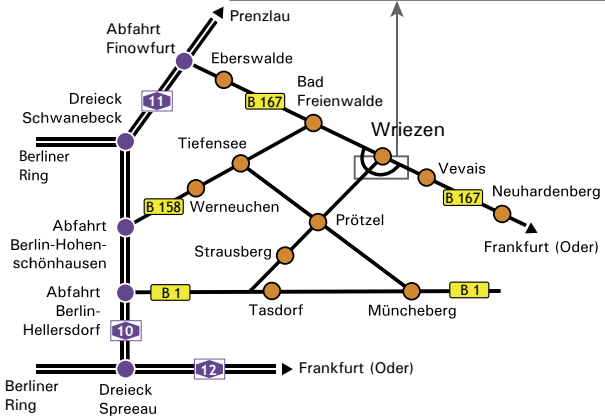 Prenzlau
Abfahrt
Finowfurt
Eberswalde
Bad
Freienwalde
11
B 167
Dreieck
Schwanebeck
Wriezen
Tiefensee
Berliner
Ring
Vevais
Neuhardenberg
B 167
B 158
Werneuchen
Prötzel
Abfahrt
Berlin-Hohen-
schönhausen
Frankfurt (Oder)
Strausberg
Abfahrt
Berlin-
Hellersdorf
B 1
B 1
Tasdorf
Müncheberg
10
12
Frankfurt (Oder)
Berliner
Ring
Dreieck
Spreeau